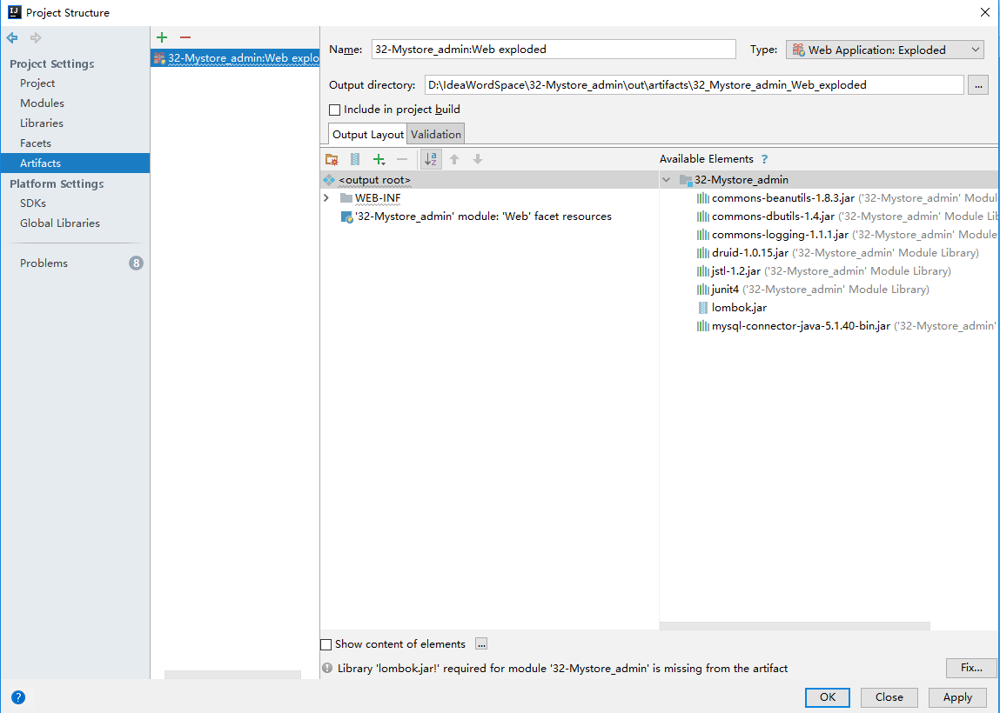 Project Structure
Project Settings
Project
Modules
Libraries
Facets
Artifacts
Platform Settings
SDKs
Global Libraries
Problems 8
32-Mystore_admin:Web explo
Name: 32-Mystore_admin:Web exploded Type: Web Application: Exploded
Output directory: D:\IdeaWordSpace\32-Mystore_admin\out\artifacts\32_Mystore_admin_Web_exploded ...
Include in project build
Output Layout Validation
<output root>
WEB-INF
'32-Mystore_admin' module: 'Web' facet resources
Available Elements ?
32-Mystore_admin
commons-beanutils-1.8.3.jar ('32-Mystore_admin' Modul
commons-dbutils-1.4.jar ('32-Mystore_admin' Module Lib
commons-logging-1.1.1.jar ('32-Mystore_admin' Module
druid-1.0.15.jar ('32-Mystore_admin' Module Library)
jstl-1.2.jar ('32-Mystore_admin' Module Library)
junit4 ('32-Mystore_admin' Module Library)
lombok.jar
mysql-connector-java-5.1.40-bin.jar ('32-Mystore_admin'
Show content of elements ...
Library 'lombok.jar!' required for module '32-Mystore_admin' is missing from the artifact Fix...
? OK Close Apply